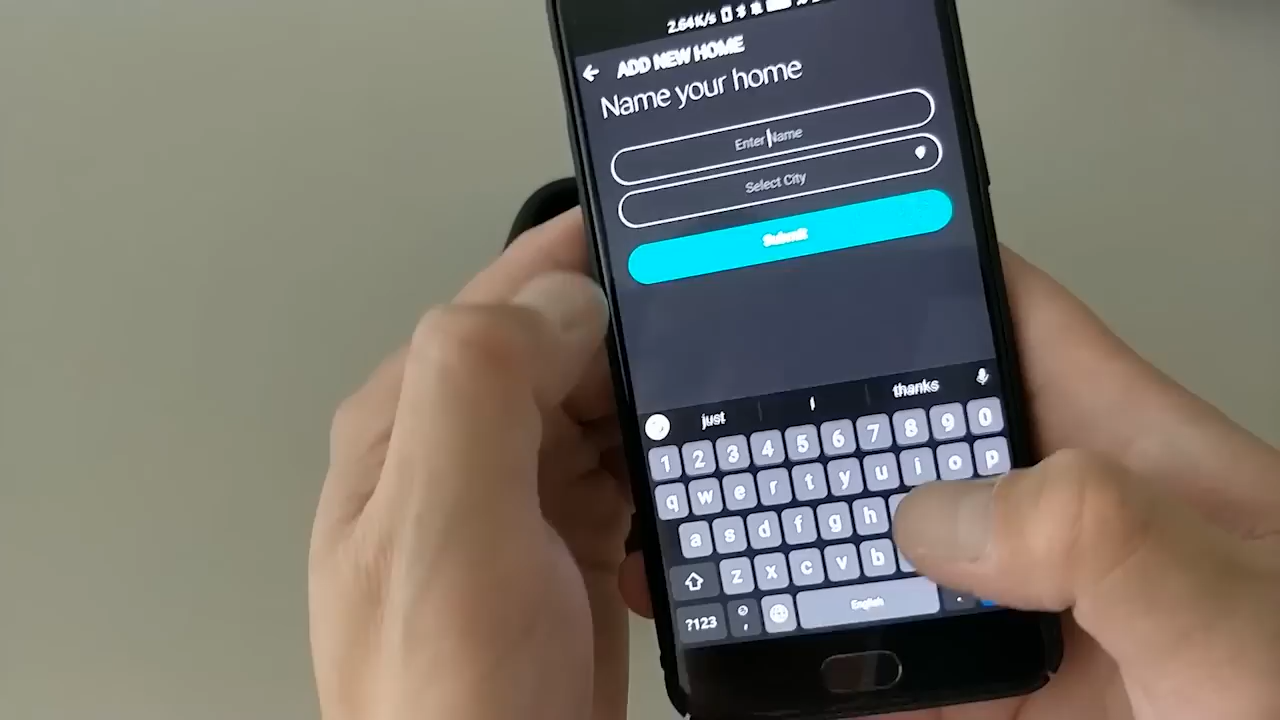 2.64K/s
ADD NEW HOME
Name your home
Enter Name
Select City
Submit
just I thanks
1 2 3 4 5 6 7 8 9 0
q w e r t y u i o p
a s d f g h
z x c v b
?123 , English .